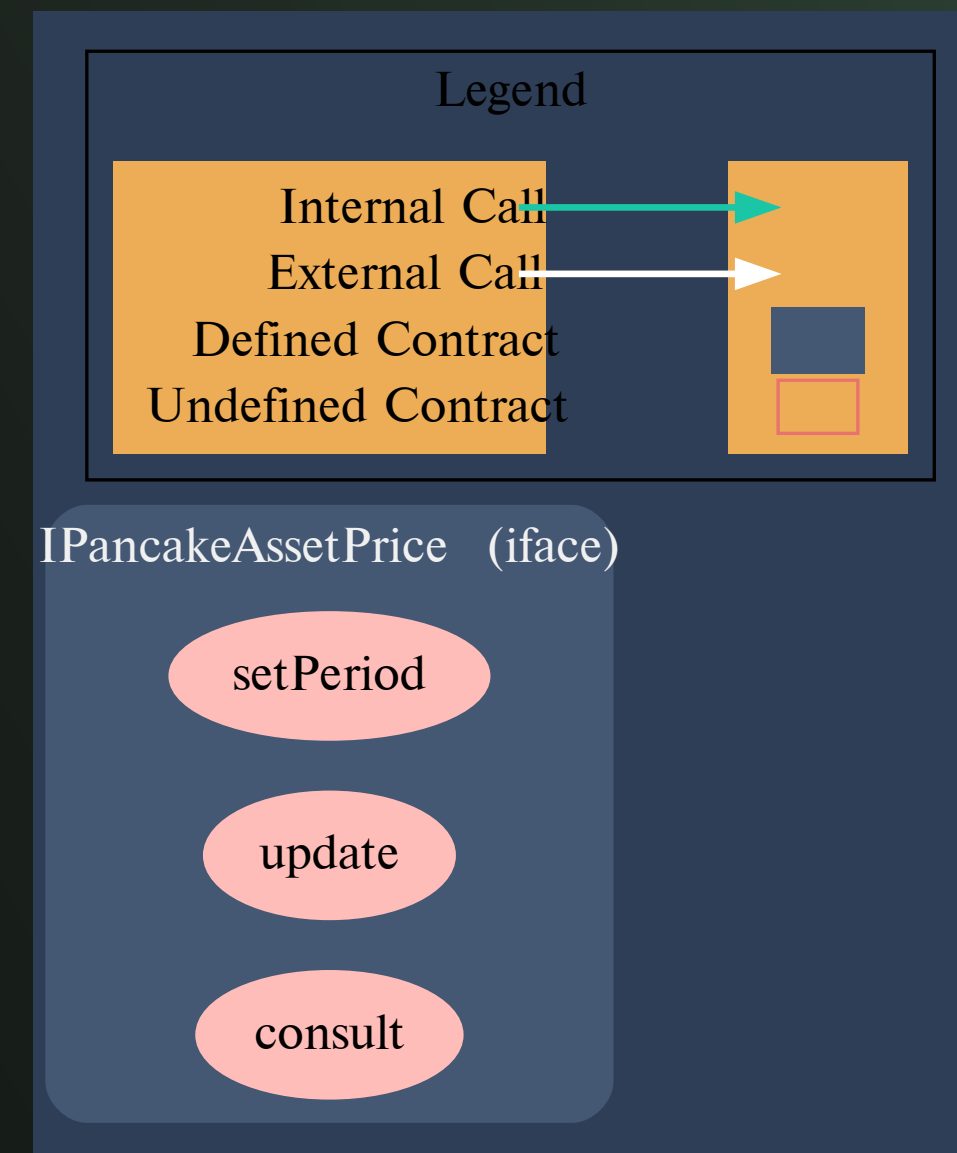 Legend
Internal Call
External Call
Defined Contract
Undefined Contract
IPancakeAssetPrice (iface)
setPeriod
update
consult